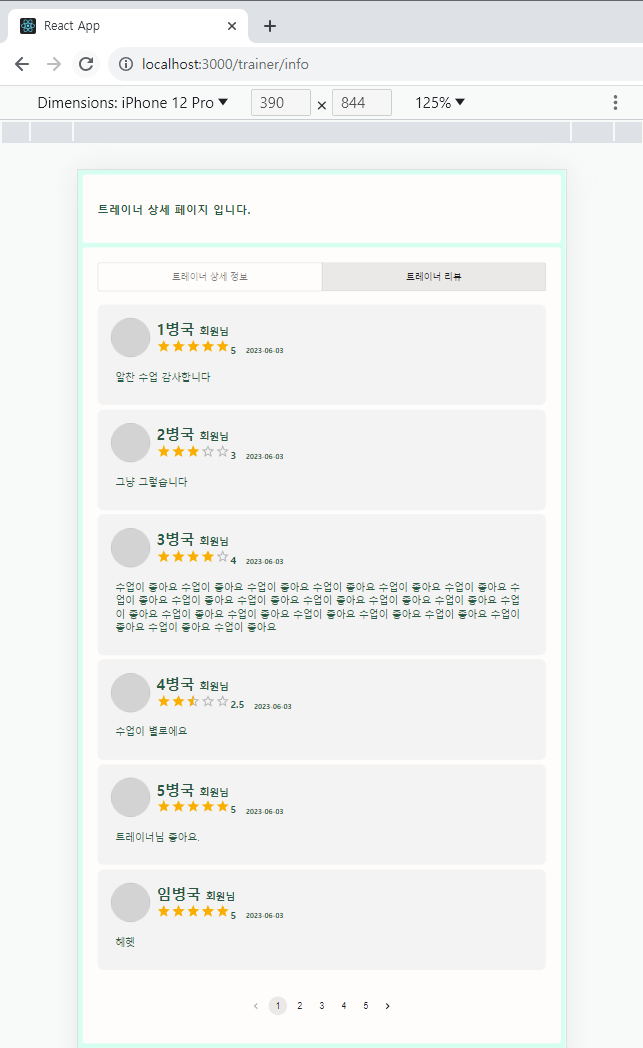 React App
localhost:3000/trainer/info
Dimensions: iPhone 12 Pro 390 × 844 125%
트레이너 상세 페이지 입니다.
트레이너 상세 정보 트레이너 리뷰
1병국 회원님
5 2023-06-03
알찬 수업 감사합니다
2병국 회원님
3 2023-06-03
그냥 그렇습니다
3병국 회원님
4 2023-06-03
수업이 좋아요 수업이 좋아요 수업이 좋아요 수업이 좋아요 수업이 좋아요 수업이 좋아요 수
업이 좋아요 수업이 좋아요 수업이 좋아요 수업이 좋아요 수업이 좋아요 수업이 좋아요 수업
이 좋아요 수업이 좋아요 수업이 좋아요 수업이 좋아요 수업이 좋아요 수업이 좋아요 수업이
좋아요 수업이 좋아요 수업이 좋아요
4병국 회원님
2.5 2023-06-03
수업이 별로에요
5병국 회원님
5 2023-06-03
트레이너님 좋아요.
임병국 회원님
5 2023-06-03
헤헷
1 2 3 4 5